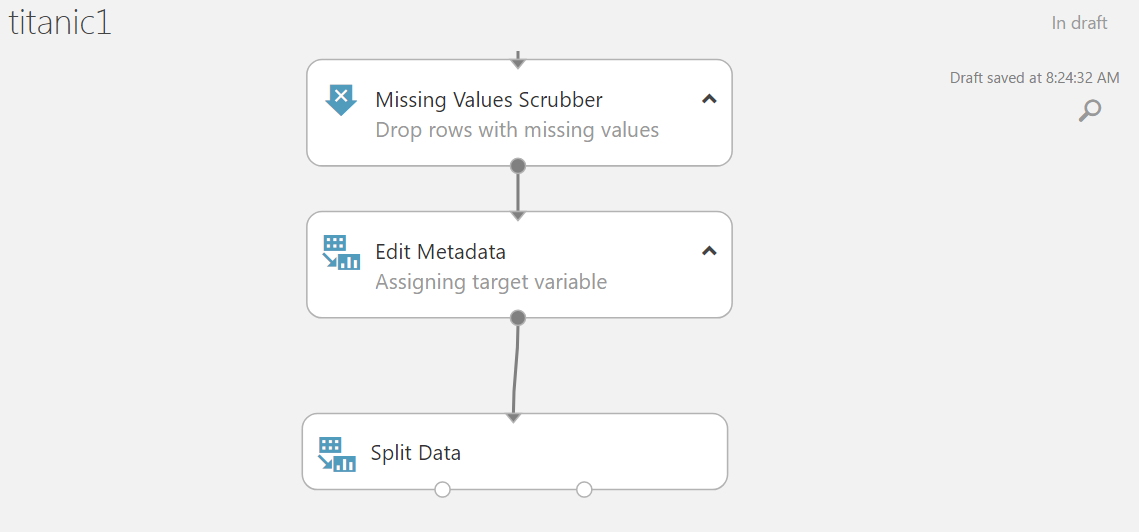 titanic1
In draft
Draft saved at 8:24:32 AM
Missing Values Scrubber
Drop rows with missing values
Edit Metadata
Assigning target variable
Split Data